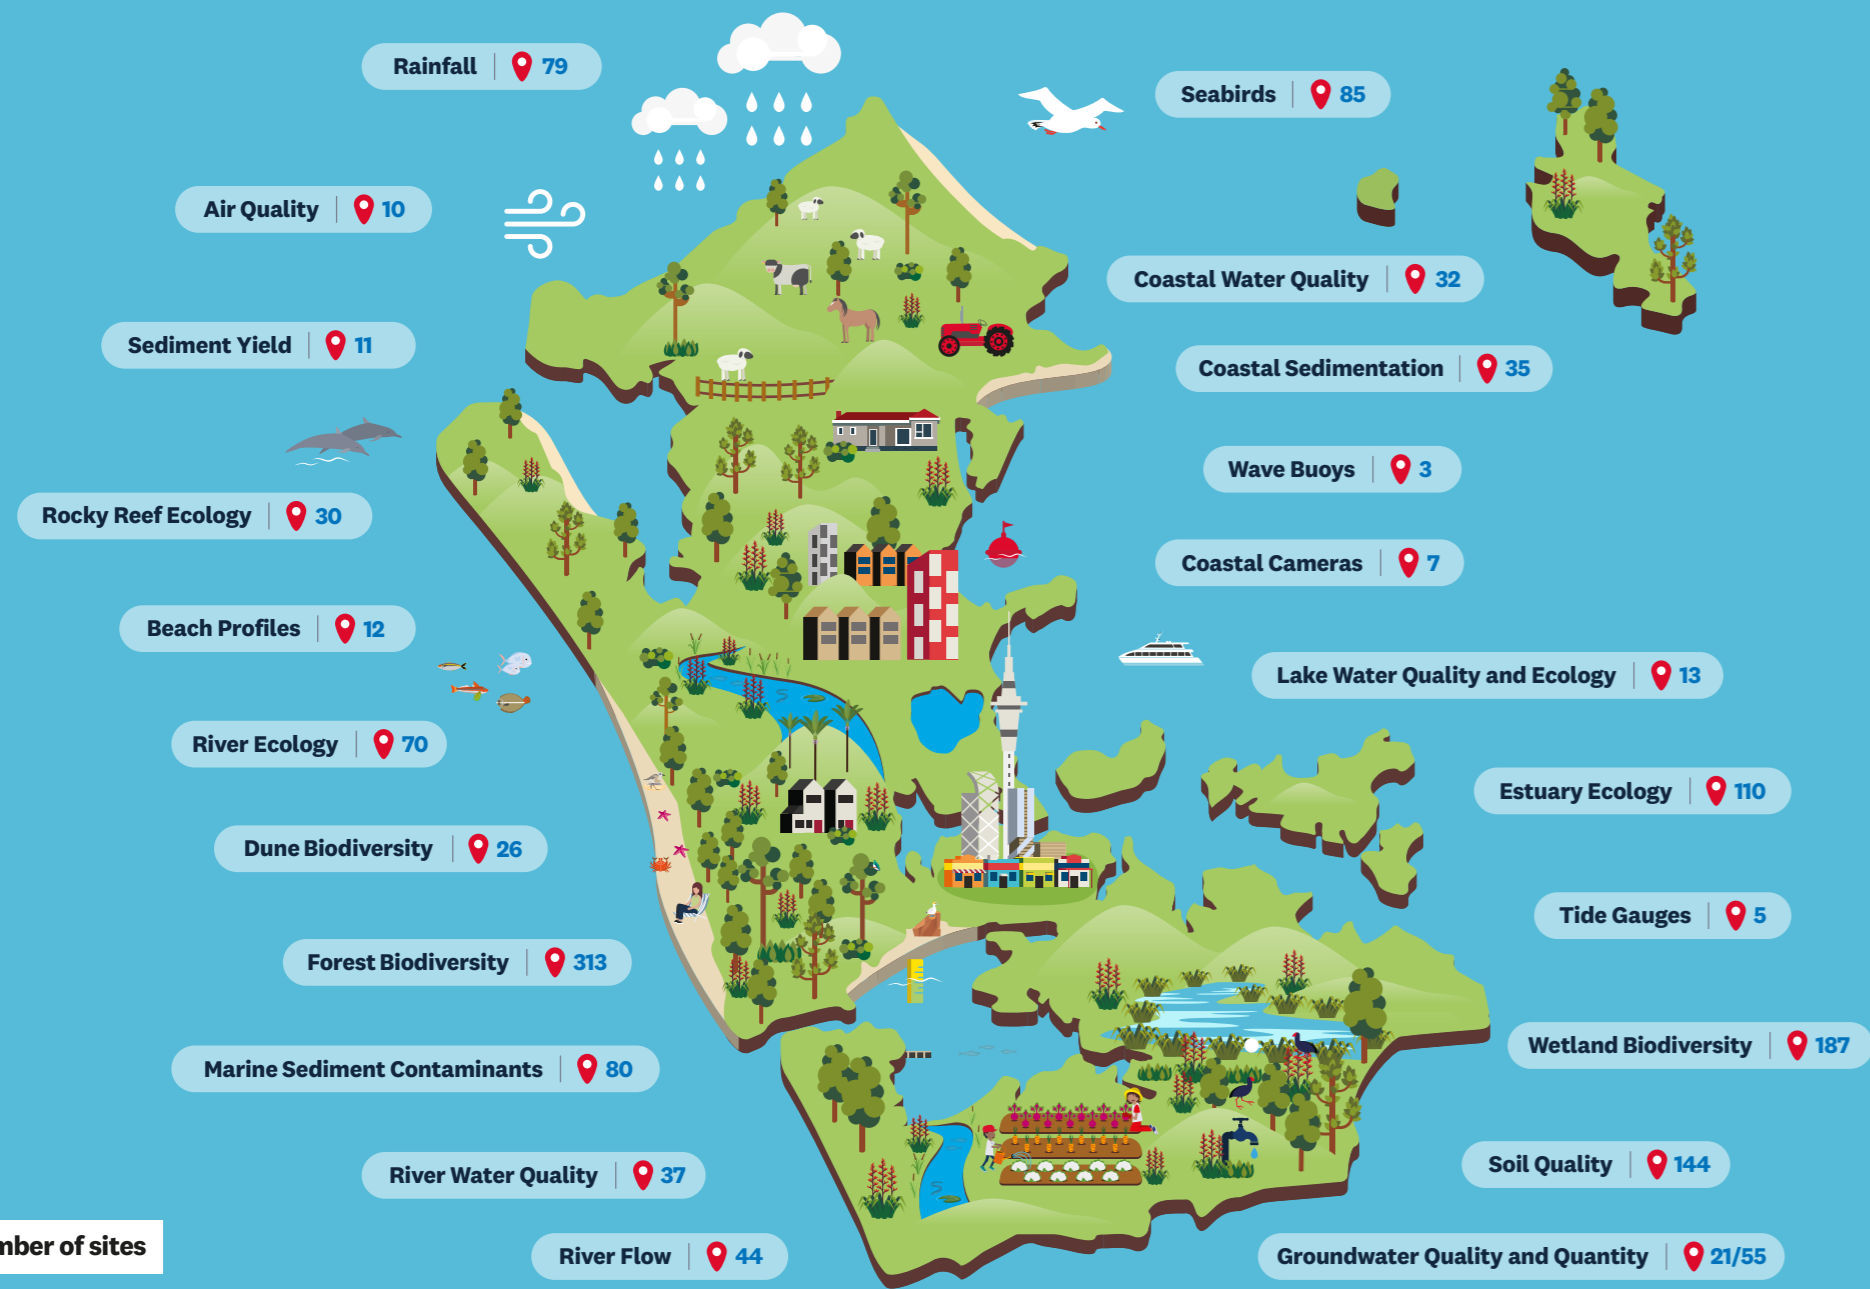 Rainfall 79
Seabirds 85
Air Quality 10
Coastal Water Quality 32
Sediment Yield 11
Coastal Sedimentation 35
Wave Buoys 3
Rocky Reef Ecology 30
Coastal Cameras 7
Beach Profiles 12
Lake Water Quality and Ecology 13
River Ecology 70
Estuary Ecology 110
Dune Biodiversity 26
Tide Gauges 5
Forest Biodiversity 313
Wetland Biodiversity 187
Marine Sediment Contaminants 80
Soil Quality 144
River Water Quality 37
of sites
River Flow 44
Groundwater Quality and Quantity 21/55